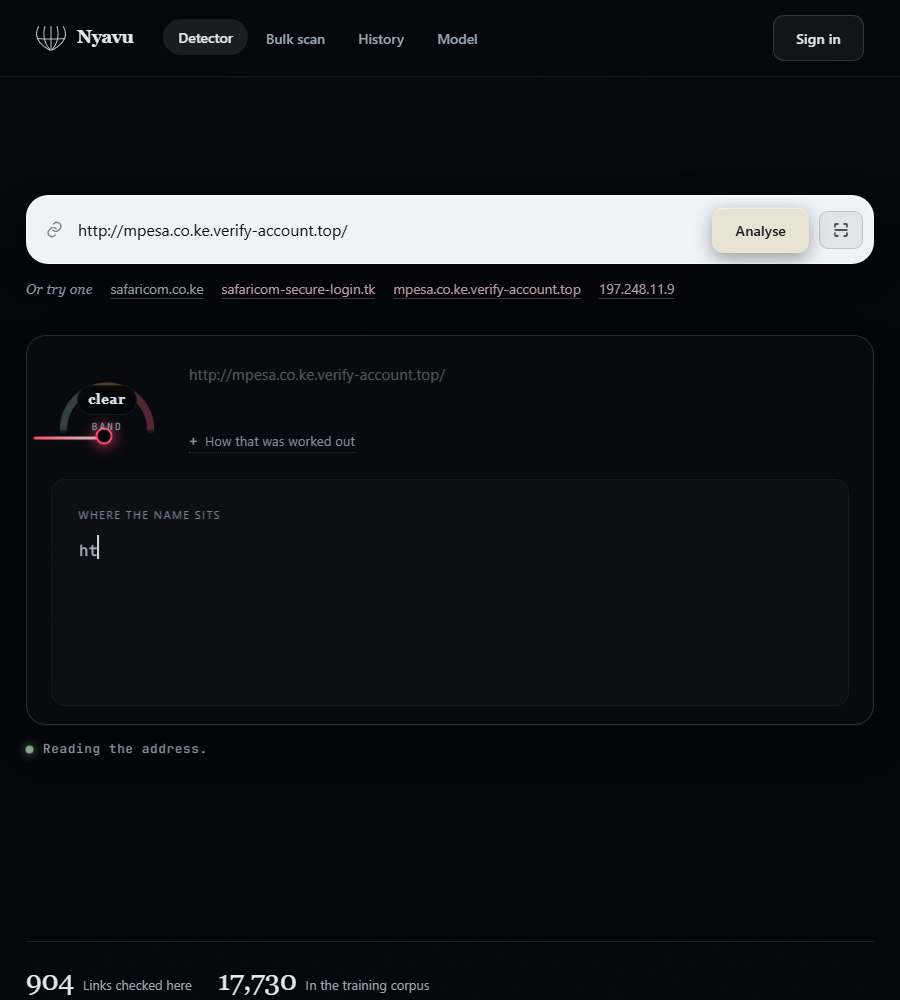 Nyavu Detector Bulk scan History Model Sign in
http://mpesa.co.ke.verify-account.top/ Analyse
Or try one safaricom.co.ke safaricom-secure-login.tk mpesa.co.ke.verify-account.top 197.248.11.9
http://mpesa.co.ke.verify-account.top/
clear
BAND
+ How that was worked out
WHERE THE NAME SITS
ht
Reading the address.
904 Links checked here 17,730 In the training corpus